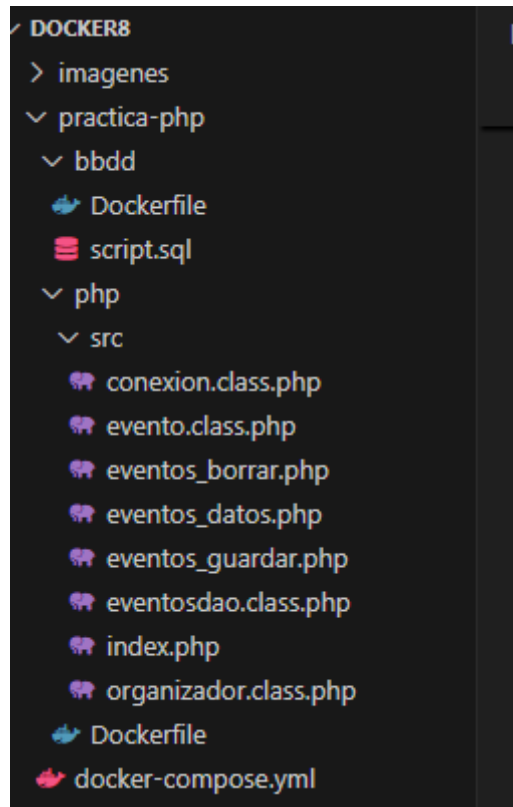 DOCKER8
imagenes
practica-php
bbdd
Dockerfile
script.sql
php
src
conexion.class.php
evento.class.php
eventos_borrar.php
eventos_datos.php
eventos_guardar.php
eventosdao.class.php
index.php
organizador.class.php
Dockerfile
docker-compose.yml